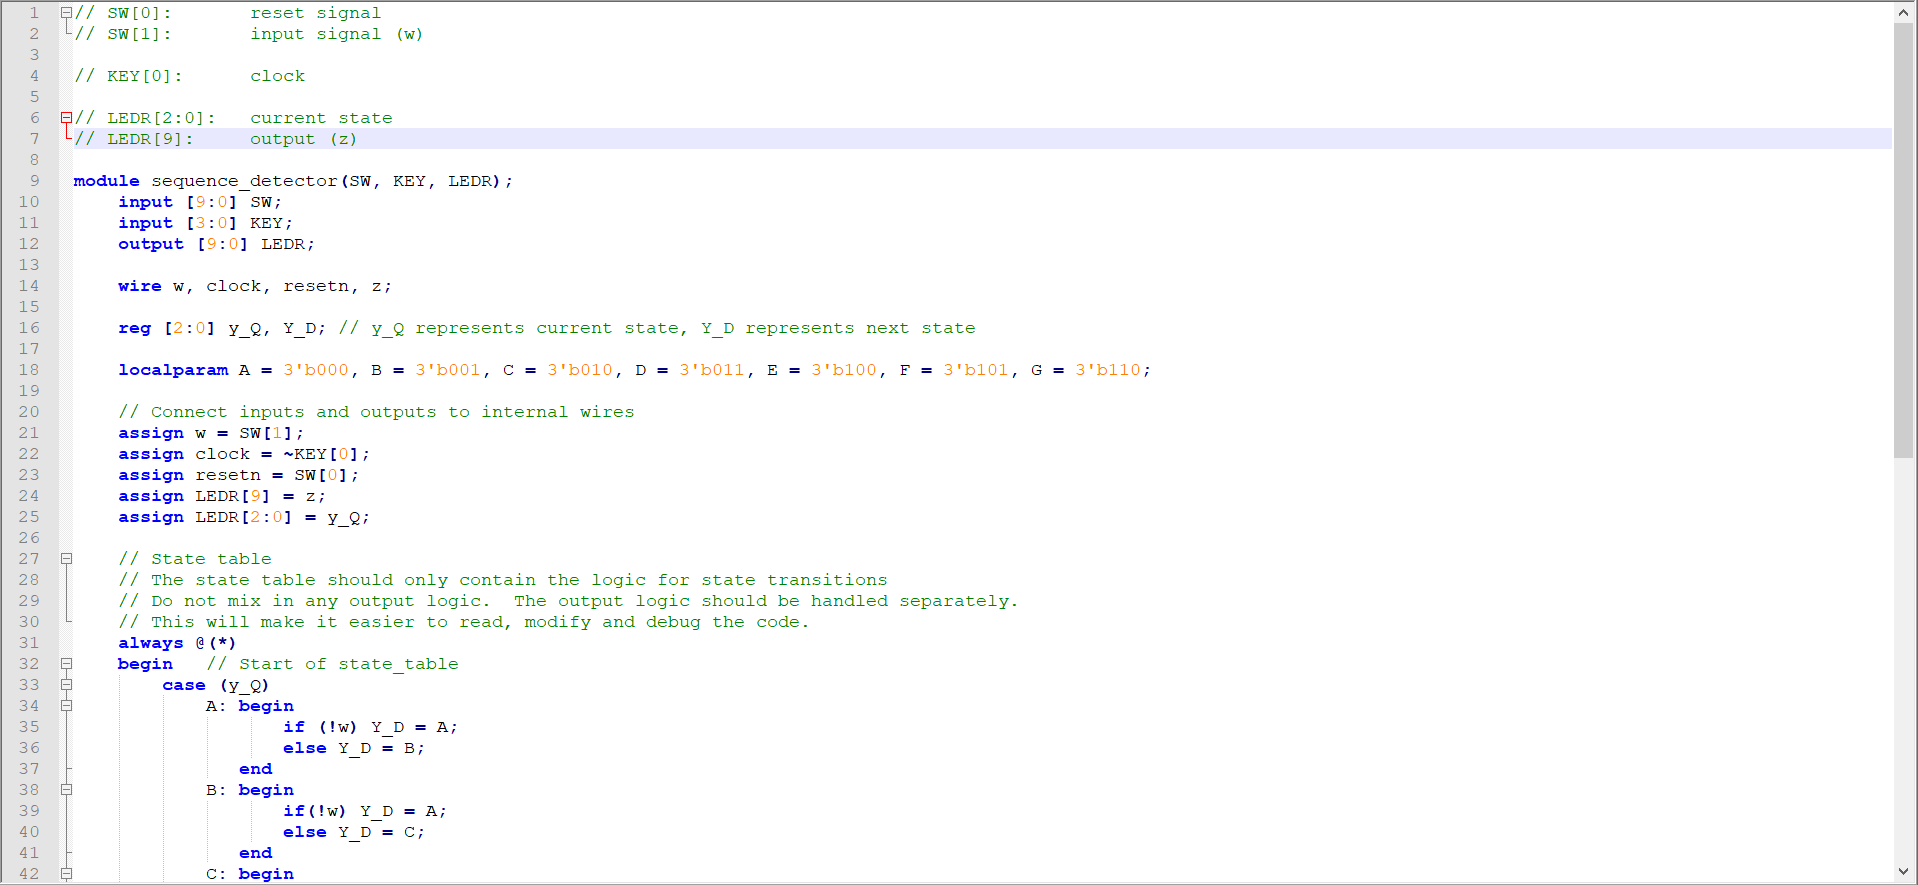 1 // SW[0]:       reset signal
2 // SW[1]:       input signal (w)
3
4 // KEY[0]:      clock
5
6 // LEDR[2:0]:   current state
7 // LEDR[9]:     output (z)
8
9 module sequence_detector(SW, KEY, LEDR);
10     input [9:0] SW;
11     input [3:0] KEY;
12     output [9:0] LEDR;
13
14     wire w, clock, resetn, z;
15
16     reg [2:0] y_Q, Y_D; // y_Q represents current state, Y_D represents next state
17
18     localparam A = 3'b000, B = 3'b001, C = 3'b010, D = 3'b011, E = 3'b100, F = 3'b101, G = 3'b110;
19
20     // Connect inputs and outputs to internal wires
21     assign w = SW[1];
22     assign clock = ~KEY[0];
23     assign resetn = SW[0];
24     assign LEDR[9] = z;
25     assign LEDR[2:0] = y_Q;
26
27     // State table
28     // The state table should only contain the logic for state transitions
29     // Do not mix in any output logic.  The output logic should be handled separately.
30     // This will make it easier to read, modify and debug the code.
31     always @(*)
32     begin   // Start of state_table
33         case (y_Q)
34             A: begin
35                    if (!w) Y_D = A;
36                    else Y_D = B;
37                end
38             B: begin
39                    if(!w) Y_D = A;
40                    else Y_D = C;
41                end
42             C: begin